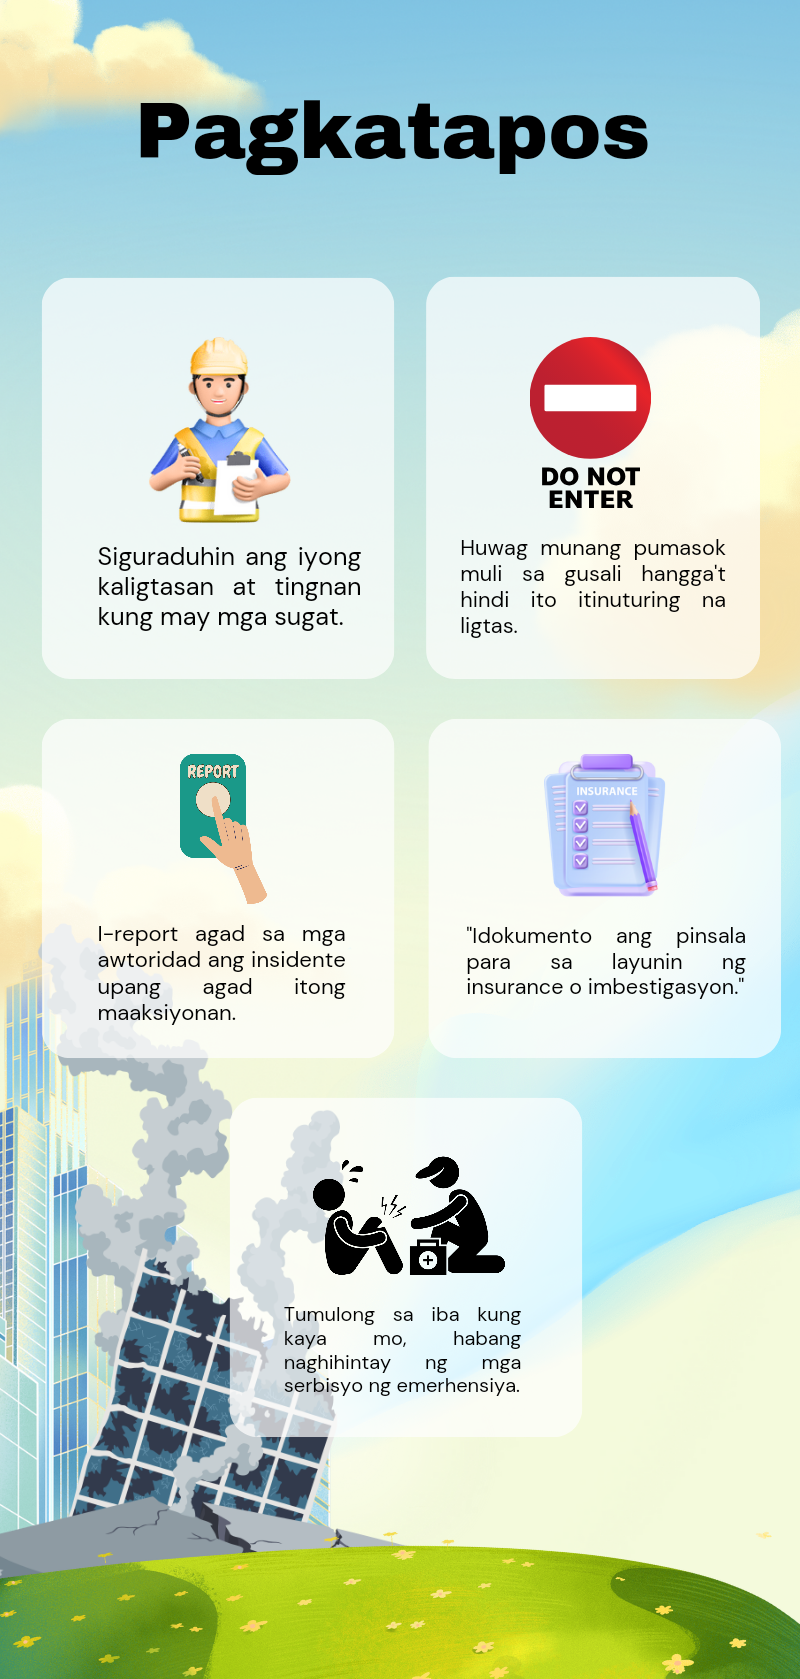 Pagkatapos
Siguraduhin ang iyong
kaligtasan at tingnan
kung may mga sugat.
DO NOT
ENTER
Huwag munang pumasok
muli sa gusali hangga't
hindi ito itinuturing na
ligtas.
REPORT
I-report agad sa mga
awtoridad ang insidente
upang agad itong
maaksiyonan.
INSURANCE
"Idokumento ang pinsala
para sa layunin ng
insurance o imbestigasyon."
Tumulong sa iba kung
kaya mo, habang
naghihintay ng mga
serbisyo ng emerhensiya.